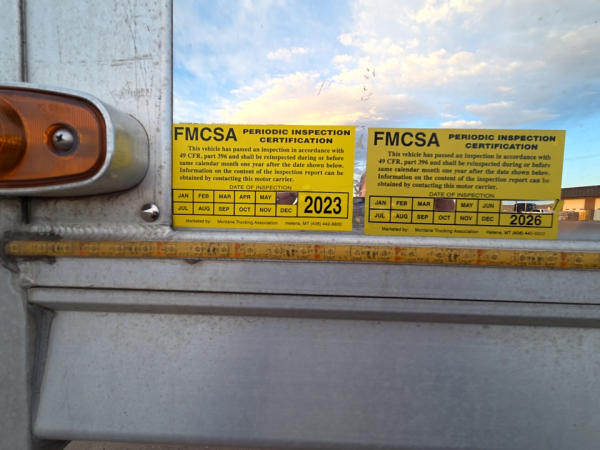 FMCSA PERIODIC INSPECTION
CERTIFICATION
This vehicle has passed an inspection in accordance with
49 CFR, part 396 and shall be reinspected during or before
same calendar month one year after the date shown below.
Information on the content of the inspection report can be
obtained by contacting this motor carrier.
DATE OF INSPECTION
JAN FEB MAR APR MAY
JUL AUG SEP OCT NOV DEC 2023
Marketed by: Montana Trucking Association Helena, MT (406) 442-6600
FMCSA PERIODIC INSPECTION
CERTIFICATION
This vehicle has passed an inspection in accordance with
49 CFR, part 396 and shall be reinspected during or before
same calendar month one year after the date shown below.
Information on the content of the inspection report can be
obtained by contacting this motor carrier.
DATE OF INSPECTION
JAN FEB MAR MAY JUN
JUL AUG SEP OCT NOV DEC 2026
Marketed by: Montana Trucking Association Helena, MT